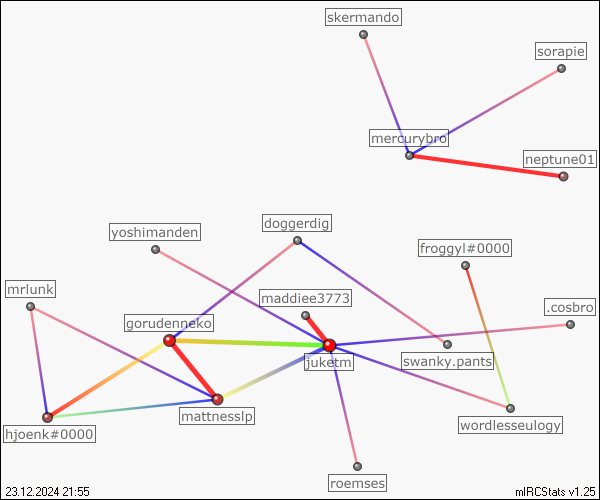 skermando
sorapie
mercurybro
neptune01
doggerdig
yoshimanden
froggyl#0000
mrlunk
maddiee3773
.cosbro
gorudenneko
juketm
swanky.pants
mattnesslp
wordlesseulogy
hjoenk#0000
roemses
23.12.2024 21:55
mIRCStats v1.25